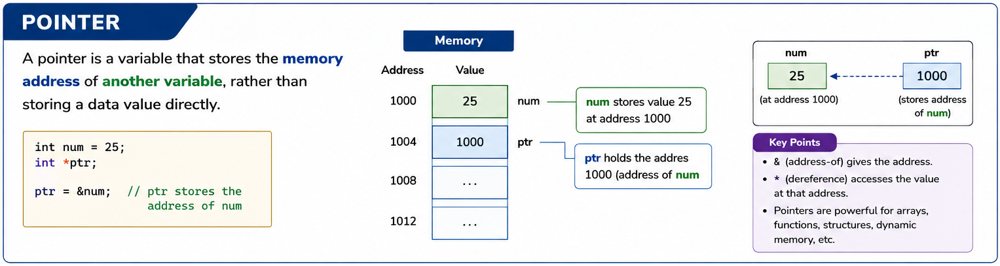 POINTER
A pointer is a variable that stores the memory
address of another variable, rather than
storing a data value directly.
int num = 25;
int *ptr;
ptr = &num;  // ptr stores the
address of num
Memory
Address Value
1000 25 num
1004 1000 ptr
1008 ...
1012 ...
num stores value 25
at address 1000
ptr holds the addres
1000 (address of num
num ptr
25 1000
(at address 1000) (stores address
of num)
Key Points
• & (address-of) gives the address.
• * (dereference) accesses the value
at that address.
• Pointers are powerful for arrays,
functions, structures, dynamic
memory, etc.